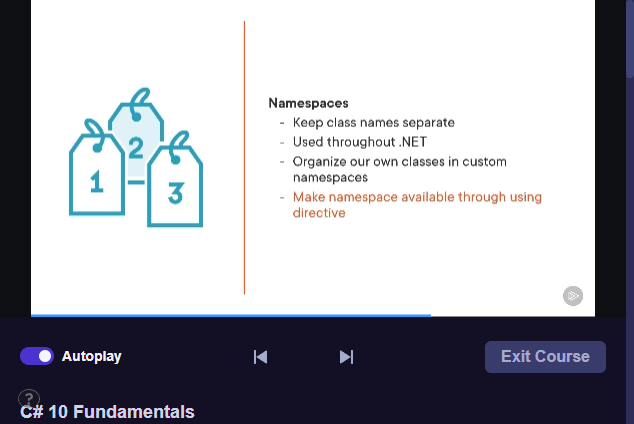 Namespaces
- Keep class names separate
- Used throughout .NET
- Organize our own classes in custom
namespaces
- Make namespace available through using
directive
1
2
3
Autoplay
Exit Course
?
C# 10 Fundamentals